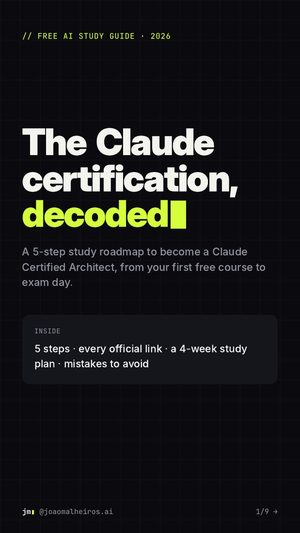 // FREE AI STUDY GUIDE · 2026
The Claude
certification,
decoded
A 5-step study roadmap to become a Claude
Certified Architect, from your first free course to
exam day.
INSIDE
5 steps · every official link · a 4-week study
plan · mistakes to avoid
jm @joaomalheiros.ai
1/9 →